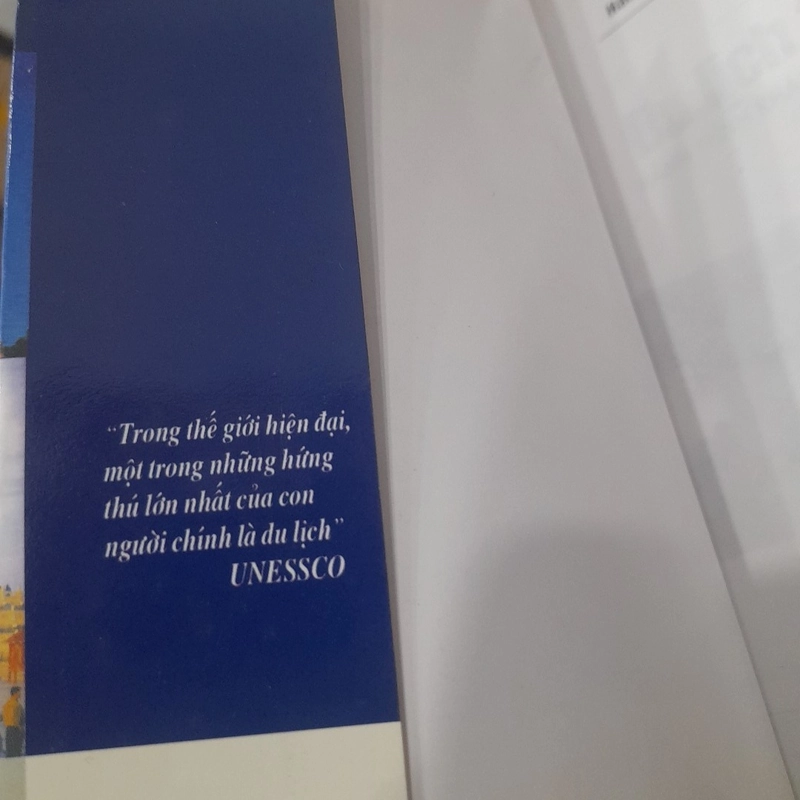 “Trong thế giới hiện đại,
một trong những hứng
thú lớn nhất của con
người chính là du lịch”
UNESSCO